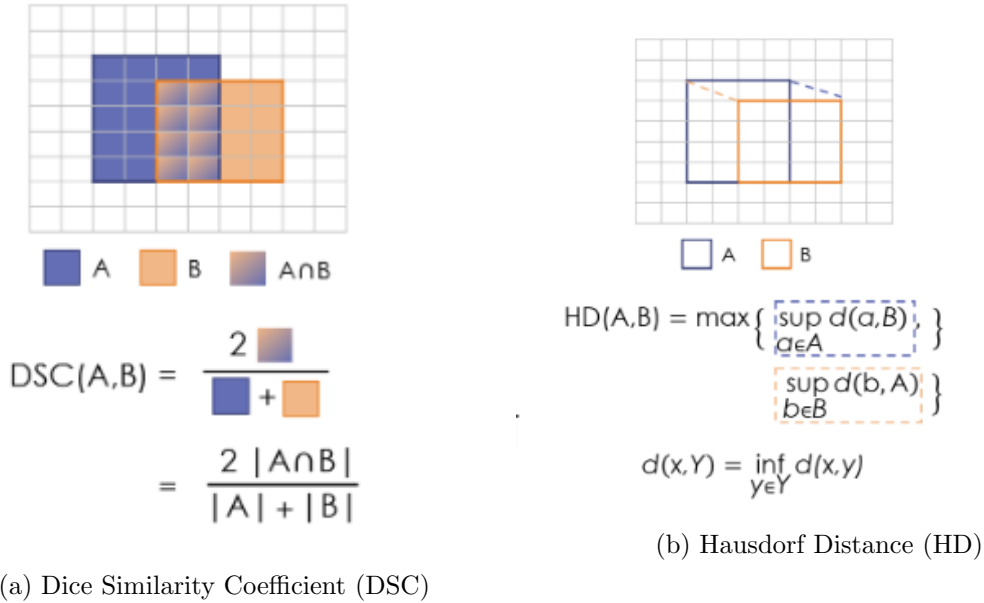 A B A∩B
DSC(A,B) = 2 / +
= 2 |A∩B| / |A| + |B|
(a) Dice Similarity Coefficient (DSC)
A B
HD(A,B) = max { sup d(a,B) , }
a∈A
sup d(b, A) }
b∈B
d(x,Y) = inf d(x,y)
y∈Y
(b) Hausdorf Distance (HD)